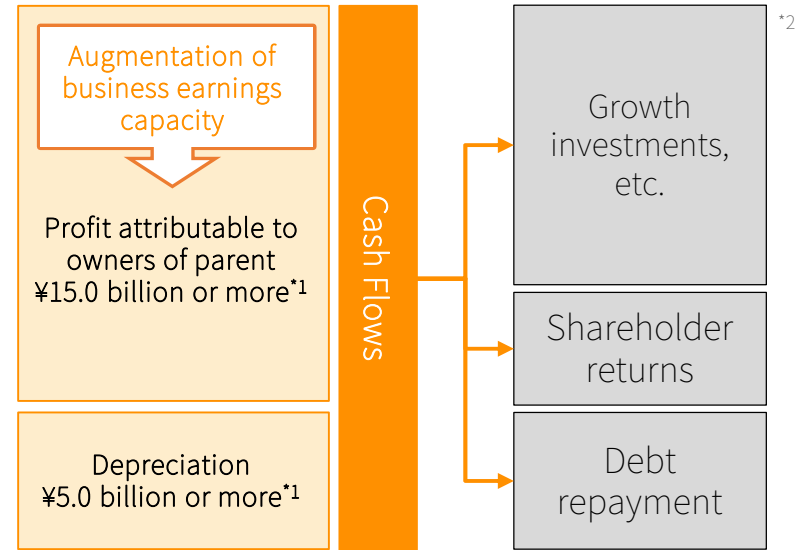 Augmentation of
business earnings
capacity
Profit attributable to
owners of parent
¥15.0 billion or more*1
Depreciation
¥5.0 billion or more*1
Cash Flows
*2
Growth
investments,
etc.
Shareholder
returns
Debt
repayment